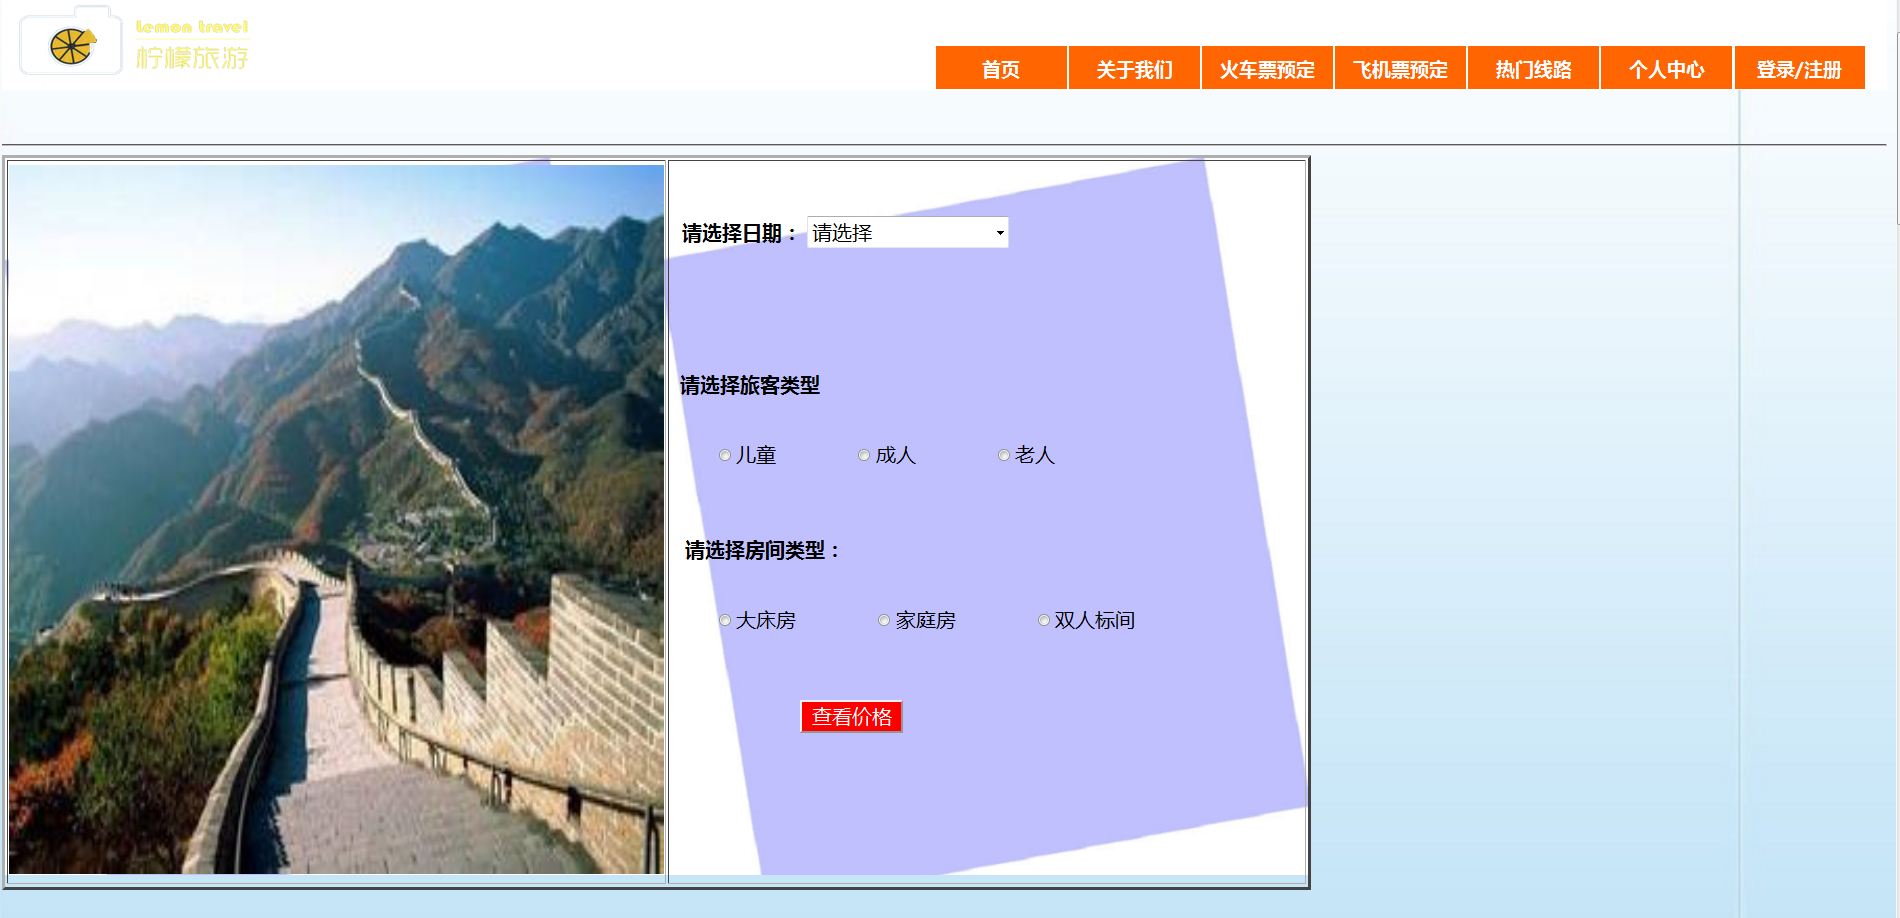 lemon travel
柠檬旅游
首页 关于我们 火车票预定 飞机票预定 热门线路 个人中心 登录/注册
请选择日期： 请选择
请选择旅客类型
儿童 成人 老人
请选择房间类型：
大床房 家庭房 双人标间
查看价格